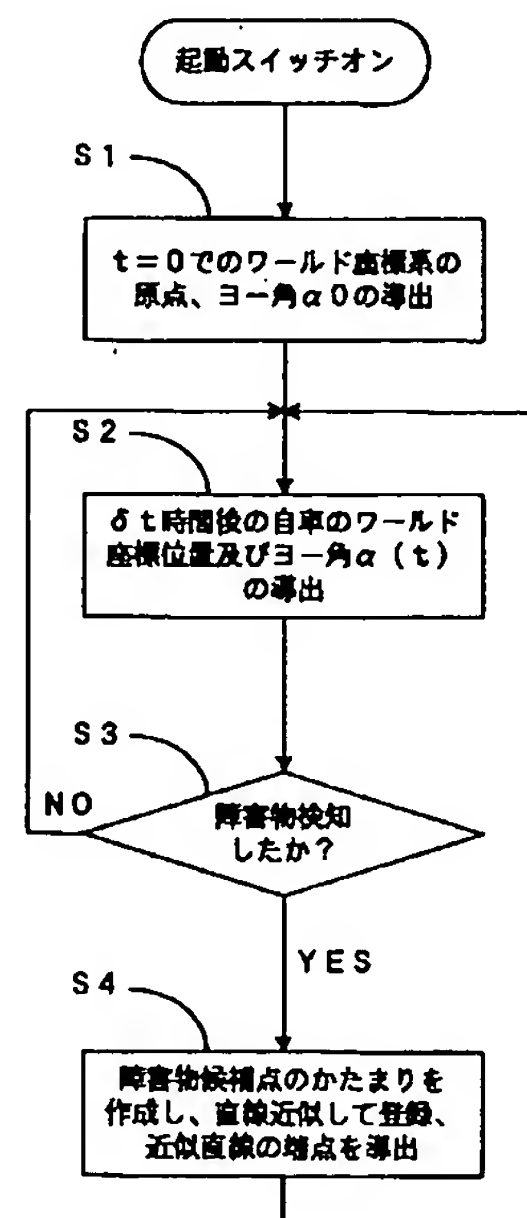 起動スイッチオン
S1
t=0でのワールド座標系の
原点、ヨー角α0の導出
S2
δt時間後の自車のワールド
座標位置及びヨー角α(t)
の導出
S3
NO
障害物検知
したか?
YES
S4
障害物候補点のかたまりを
作成し、直線近似して登録、
近似直線の端点を導出